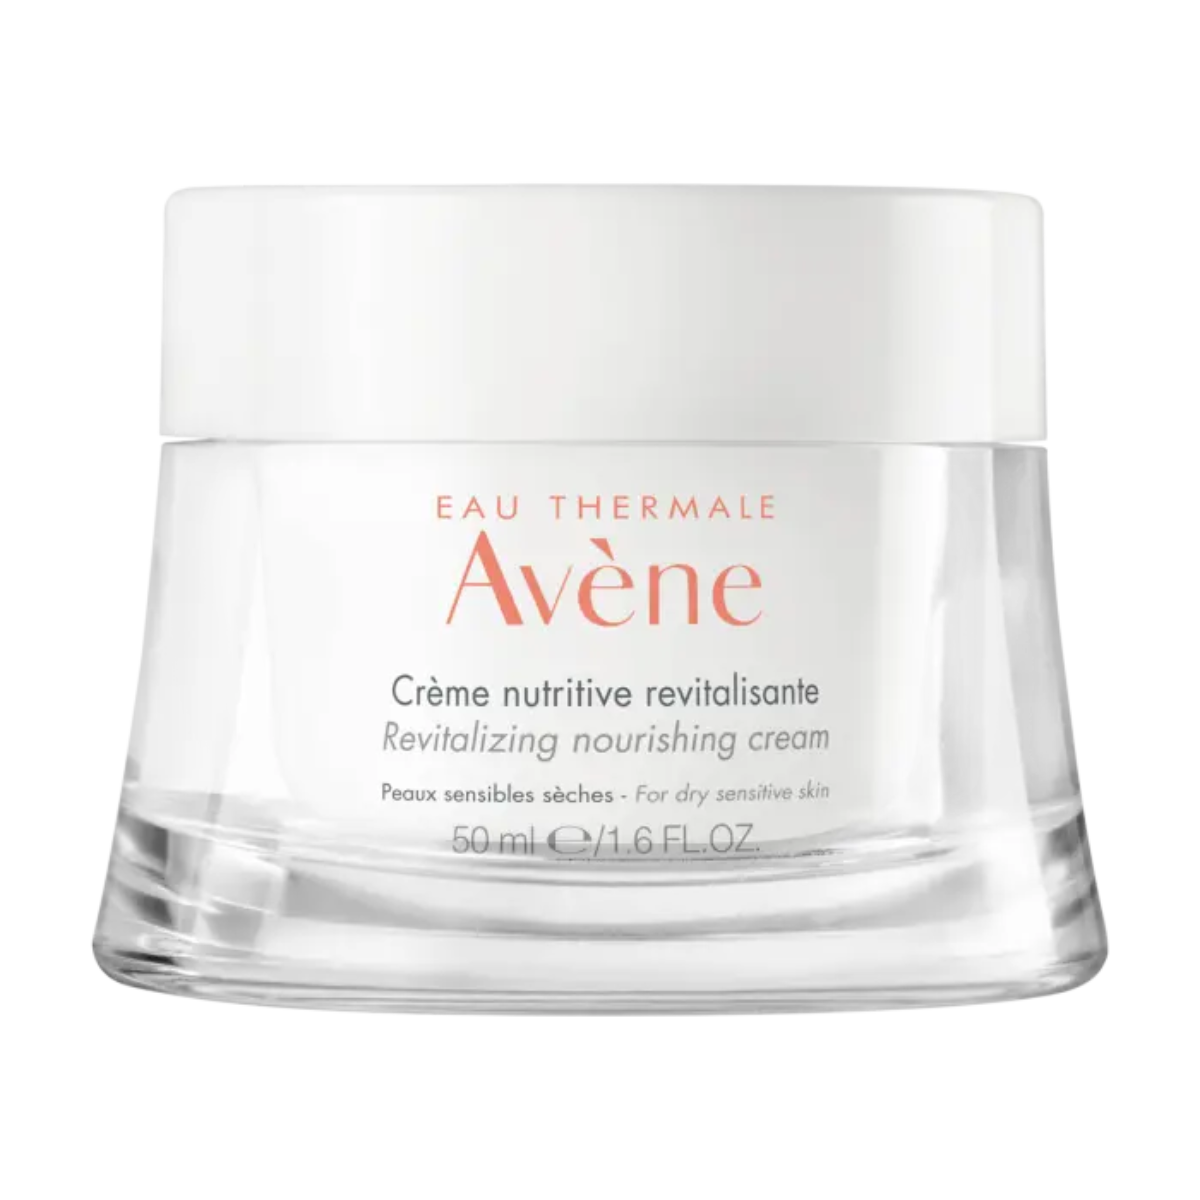 EAU THERMALE
Avène
Crème nutritive revitalisante
Revitalizing nourishing cream
Peaux sensibles sèches - For dry sensitive skin
50 ml ℮/1.6 FL.OZ.